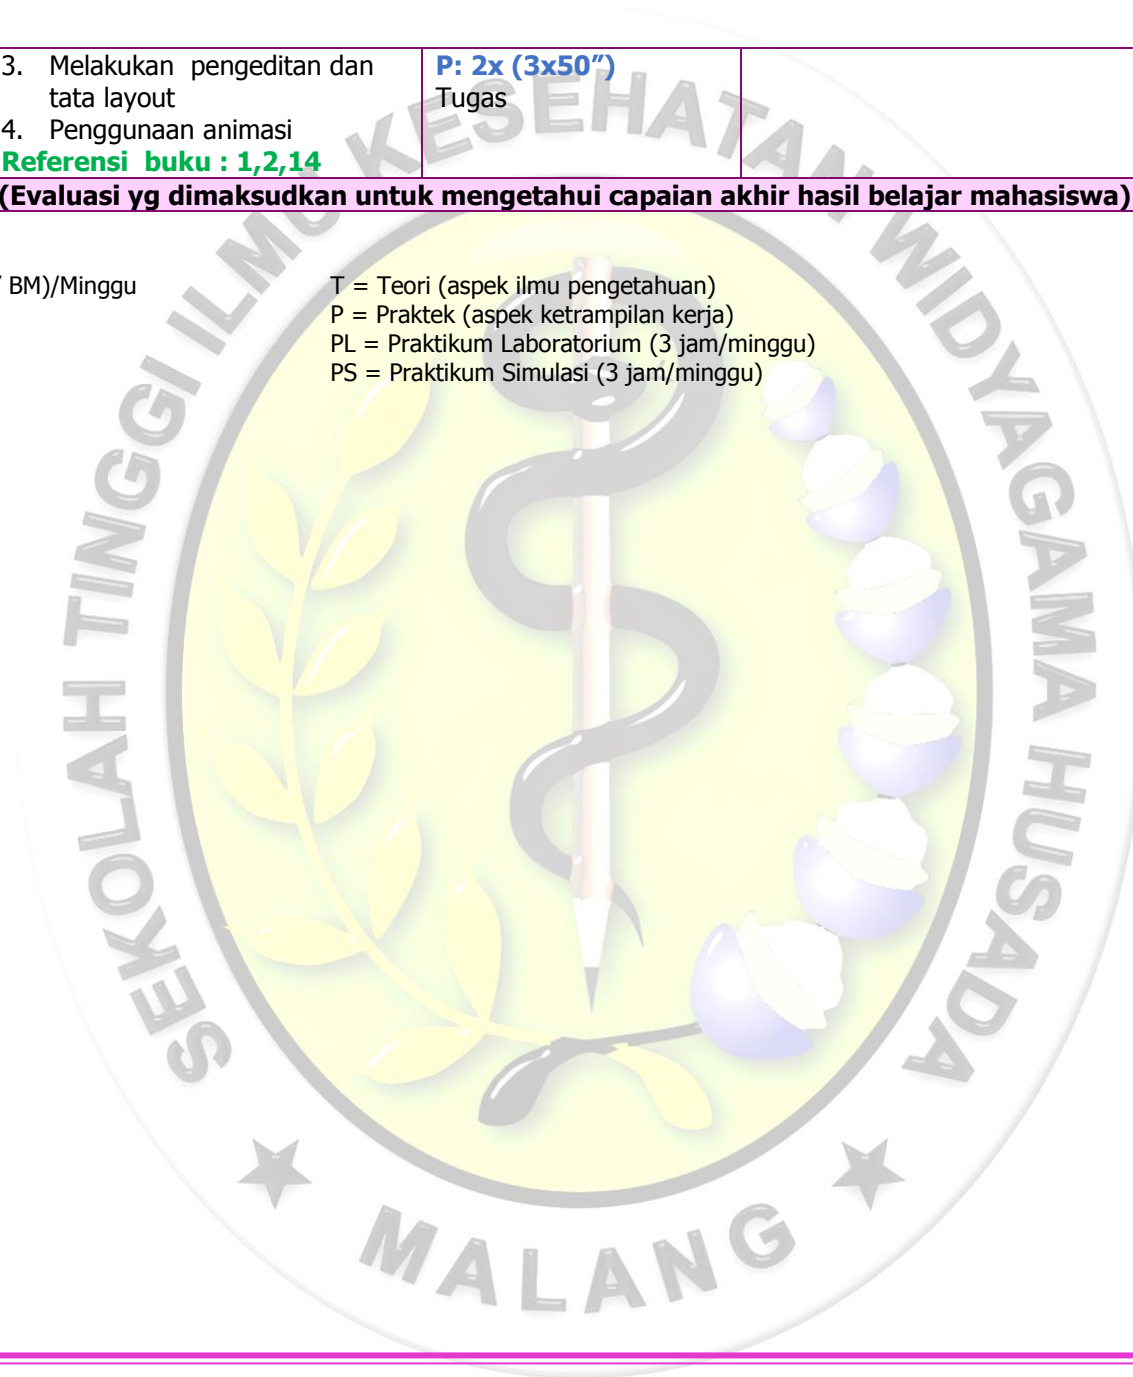 3. Melakukan pengeditan dan
tata layout
4. Penggunaan animasi
Referensi buku : 1,2,14
P: 2x (3x50”)
Tugas
(Evaluasi yg dimaksudkan untuk mengetahui capaian akhir hasil belajar mahasiswa)
BM)/Minggu
T = Teori (aspek ilmu pengetahuan)
P = Praktek (aspek ketrampilan kerja)
PL = Praktikum Laboratorium (3 jam/minggu)
PS = Praktikum Simulasi (3 jam/minggu)
SEKOLAH TINGGI ILMU KESEHATAN WIDYAGAMA HUSADA
MALANG